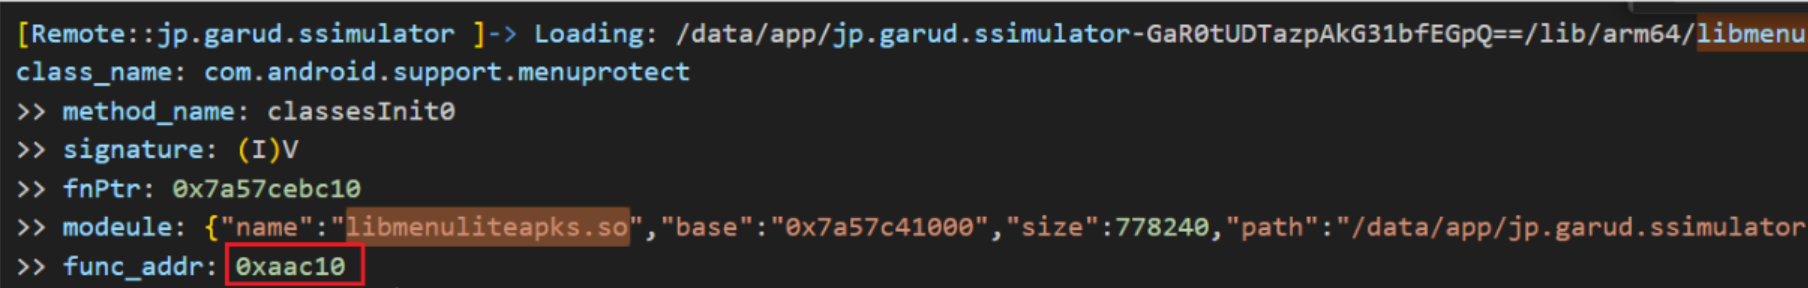 [Remote::jp.garud.ssimulator ]-> Loading: /data/app/jp.garud.ssimulator-GaR0tUDTazpAkG31bfEGpQ==/lib/arm64/libmenu
class_name: com.android.support.menuprotect
>> method_name: classesInit0
>> signature: (I)V
>> fnPtr: 0x7a57cebc10
>> modeule: {"name":"libmenuliteapks.so","base":"0x7a57c41000","size":778240,"path":"/data/app/jp.garud.ssimulator
>> func_addr: 0xaac10